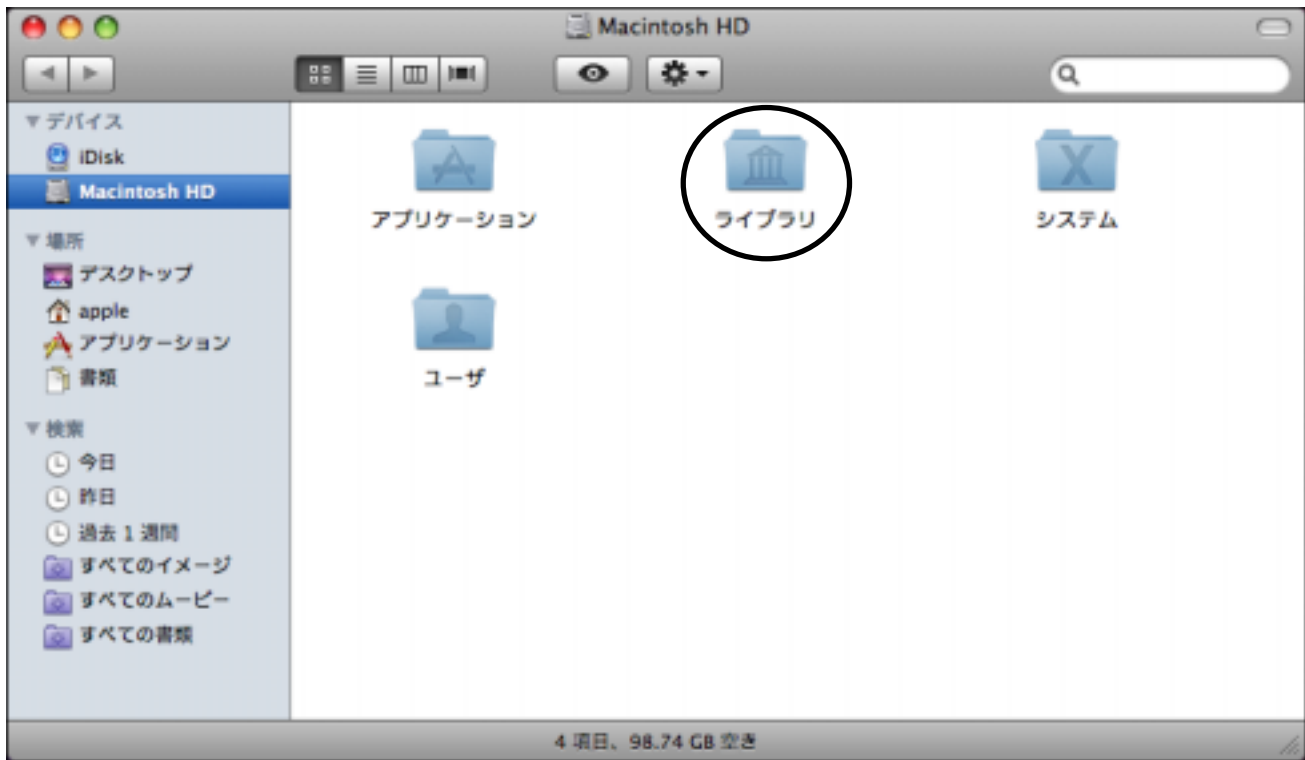 Macintosh HD
デバイス
iDisk
Macintosh HD
場所
デスクトップ
apple
アプリケーション
書類
検索
今日
昨日
過去 1 週間
すべてのイメージ
すべてのムービー
すべての書類
アプリケーション
ライブラリ
システム
ユーザ
4 項目、98.74 GB 空き